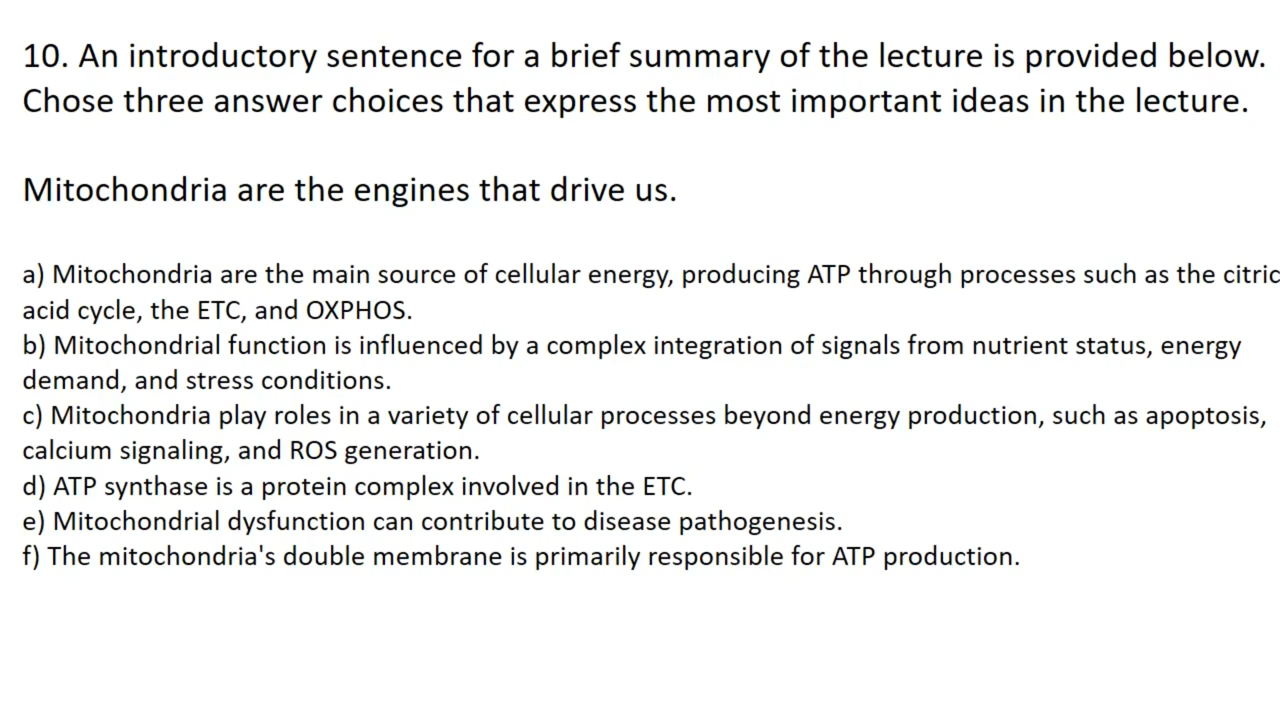 10. An introductory sentence for a brief summary of the lecture is provided below.
Chose three answer choices that express the most important ideas in the lecture.
Mitochondria are the engines that drive us.
a) Mitochondria are the main source of cellular energy, producing ATP through processes such as the citric
acid cycle, the ETC, and OXPHOS.
b) Mitochondrial function is influenced by a complex integration of signals from nutrient status, energy
demand, and stress conditions.
c) Mitochondria play roles in a variety of cellular processes beyond energy production, such as apoptosis,
calcium signaling, and ROS generation.
d) ATP synthase is a protein complex involved in the ETC.
e) Mitochondrial dysfunction can contribute to disease pathogenesis.
f) The mitochondria's double membrane is primarily responsible for ATP production.